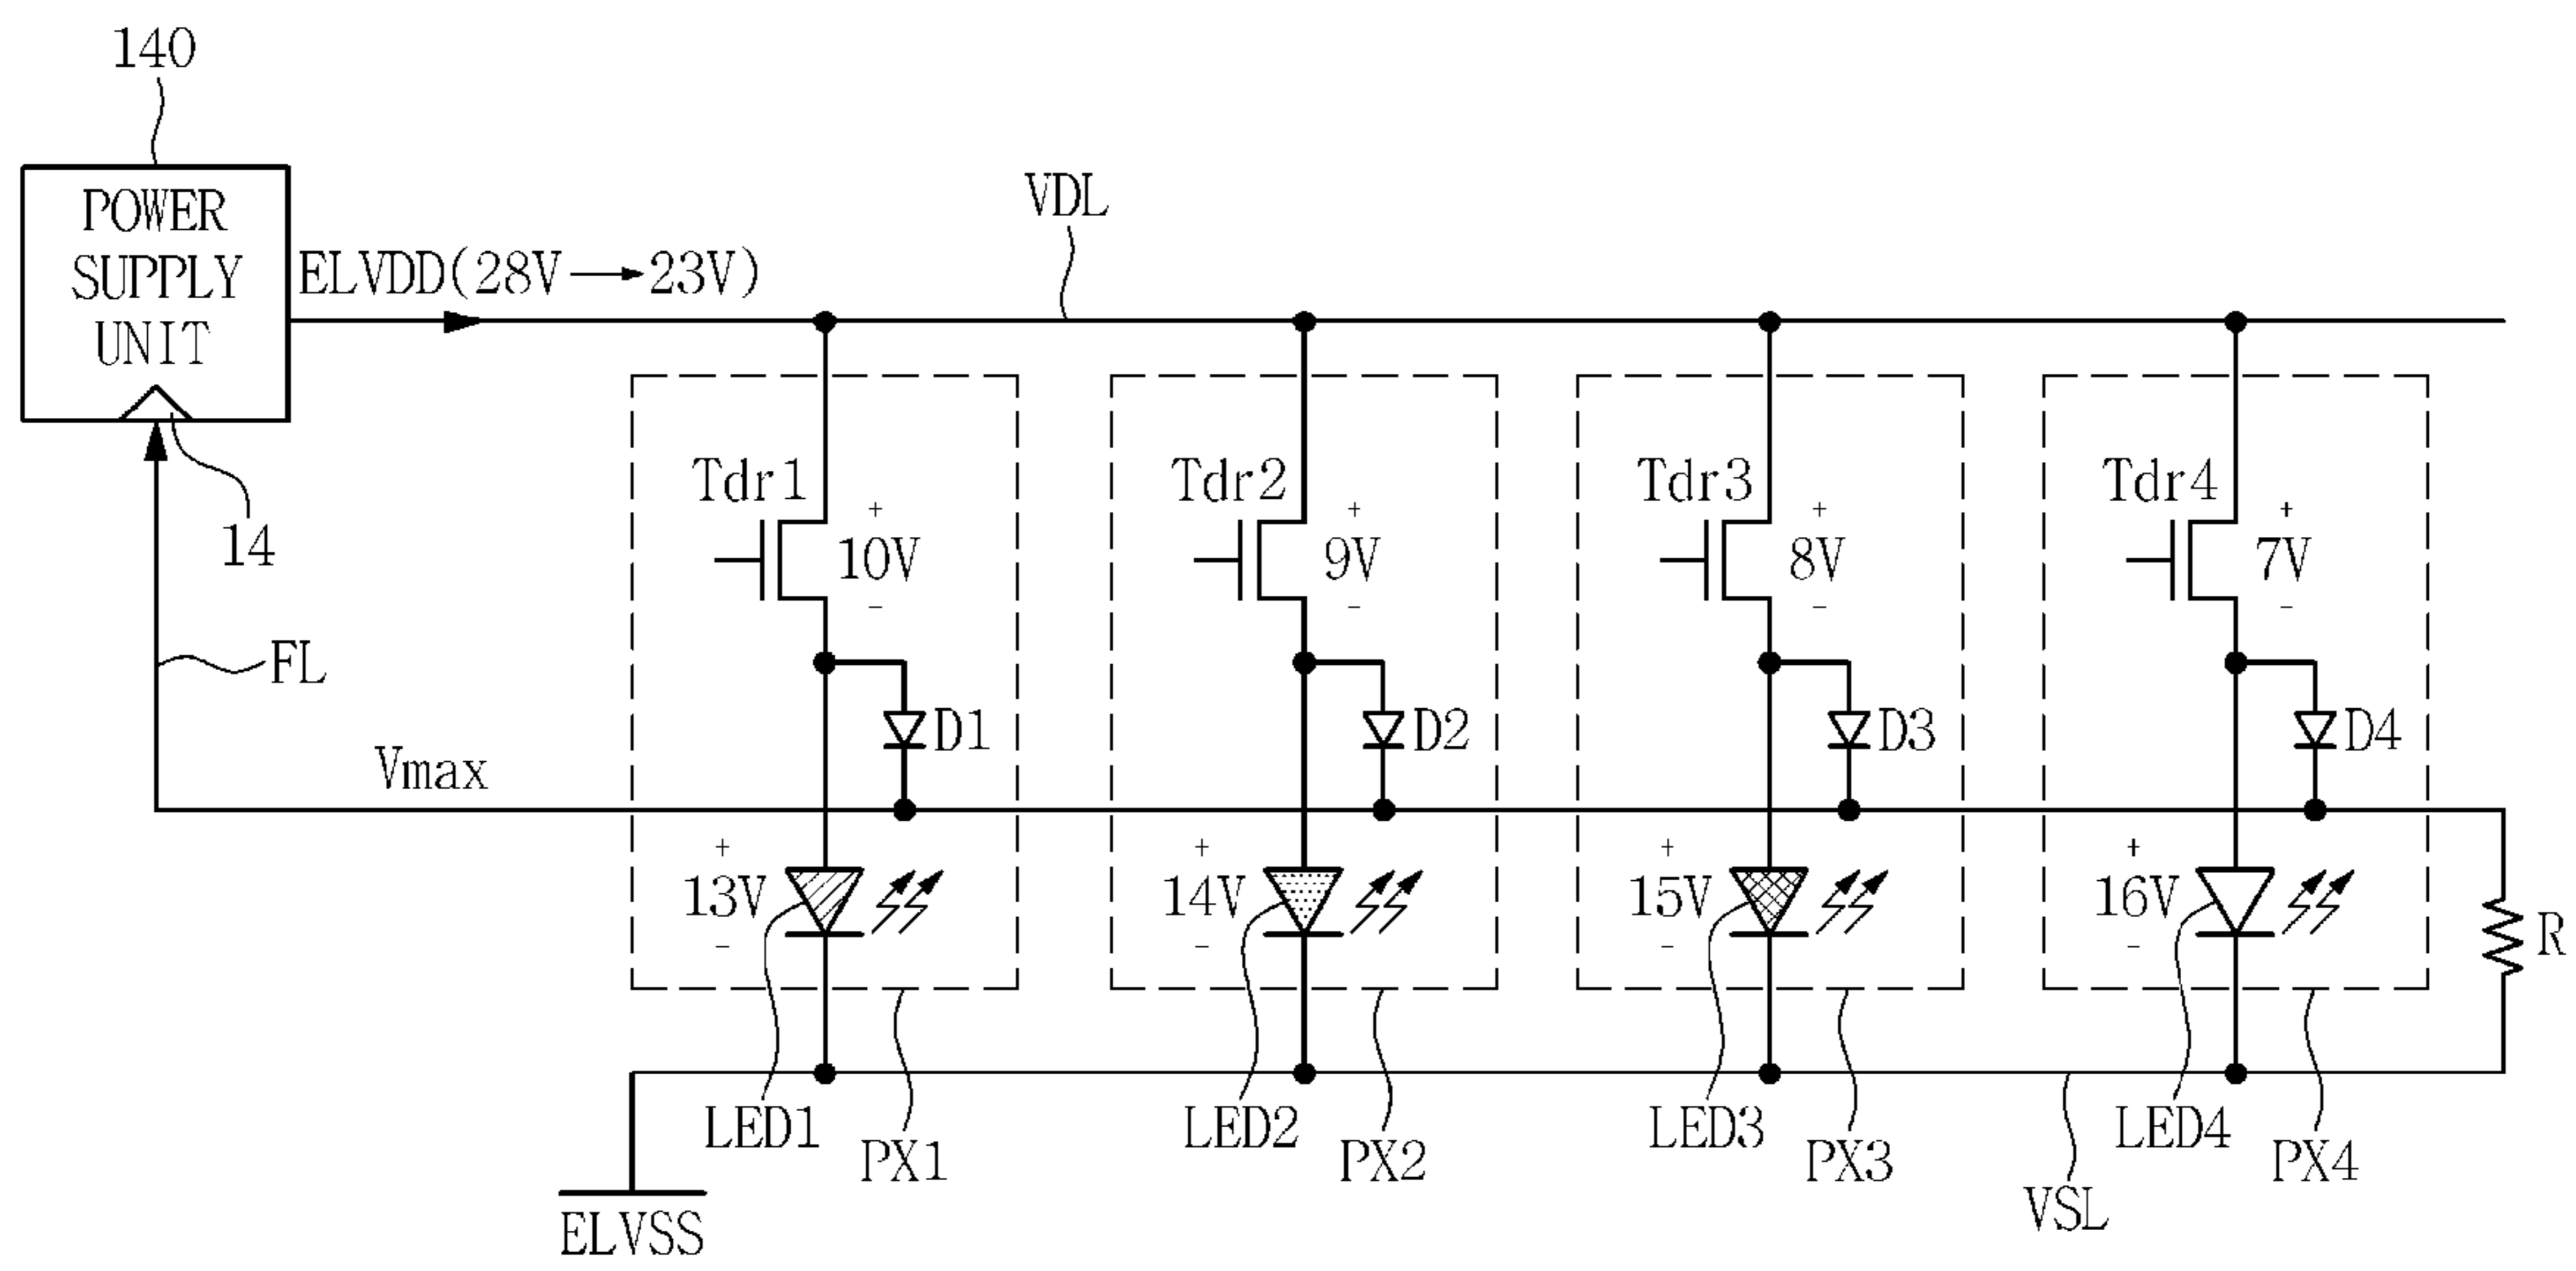 140
POWER
SUPPLY
UNIT
ELVDD(28V→23V)
VDL
14
Tdr1
+
10V
-
Tdr2
+
9V
-
Tdr3
+
8V
-
Tdr4
+
7V
-
FL
D1
D2
D3
D4
Vmax
+
13V
-
+
14V
-
+
15V
-
+
16V
-
R
LED1
PX1
LED2
PX2
LED3
PX3
LED4
PX4
VSL
ELVSS